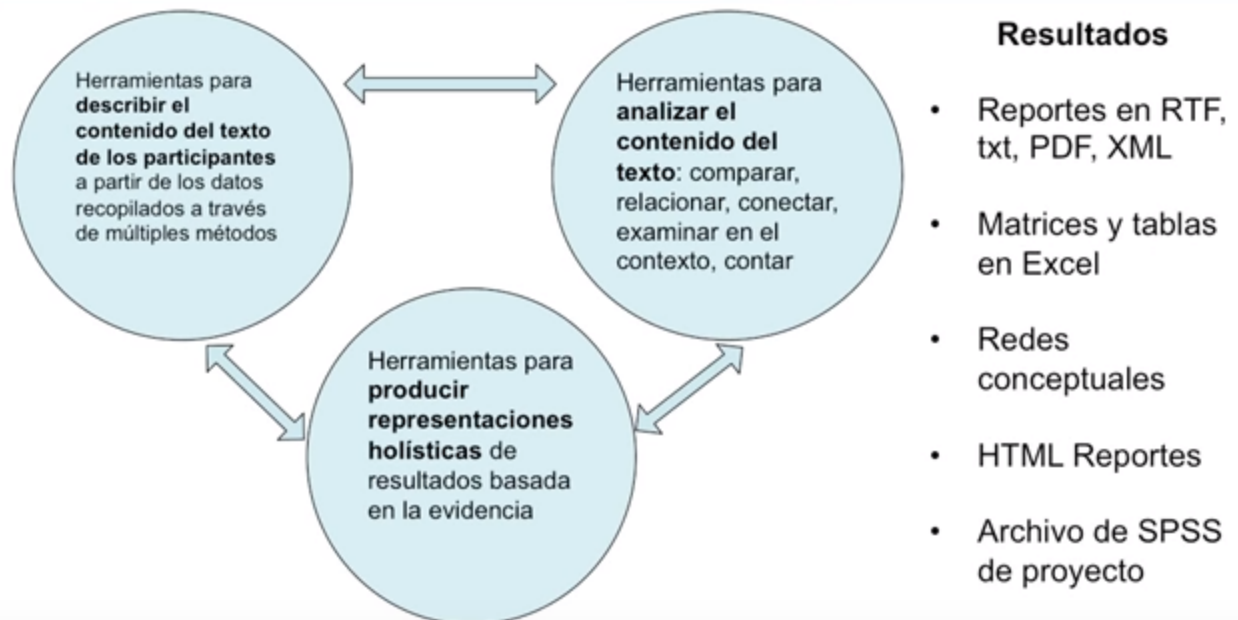 Herramientas para
describir el
contenido del texto
de los participantes
a partir de los datos
recopilados a través
de múltiples métodos
Herramientas para
analizar el
contenido del
texto: comparar,
relacionar, conectar,
examinar en el
contexto, contar
Herramientas para
producir
representaciones
holísticas de
resultados basada
en la evidencia
Resultados
• Reportes en RTF,
txt, PDF, XML
• Matrices y tablas
en Excel
• Redes
conceptuales
• HTML Reportes
• Archivo de SPSS
de proyecto